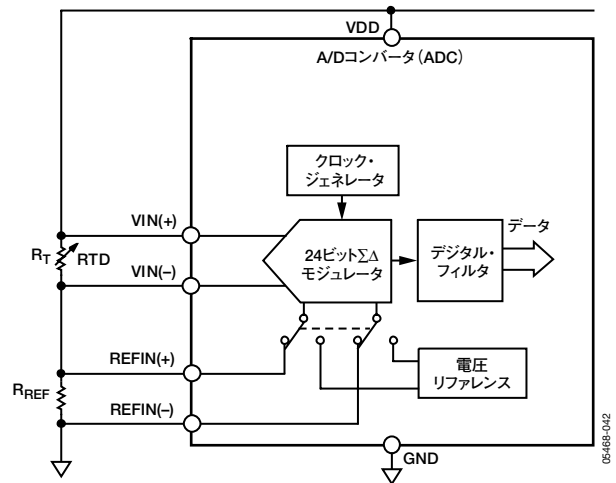 VDD
A/Dコンバータ（ADC）
クロック・
ジェネレータ
VIN(+)
RT
RTD
VIN(–)
24ビットΣΔ
モジュレータ
デジタル・
フィルタ
データ
REFIN(+)
RREF
REFIN(–)
電圧
リファレンス
GND
05468-042